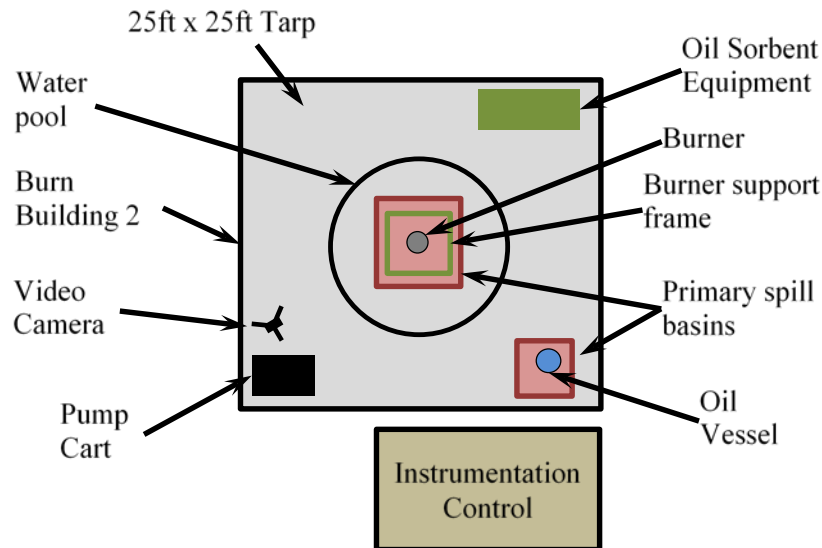 25ft x 25ft Tarp
Oil Sorbent
Equipment
Water
pool
Burner
Burn
Building 2
Burner support
frame
Video
Camera
Primary spill
basins
Pump
Cart
Oil
Vessel
Instrumentation
Control